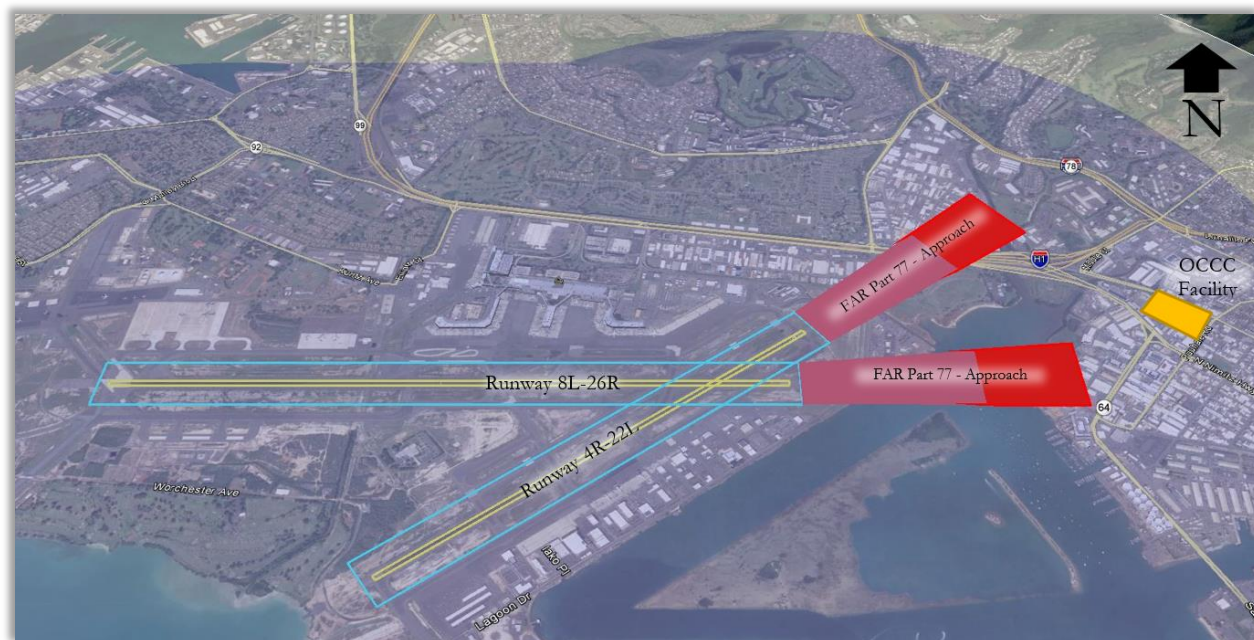 N
99
92
78
FAR Part 77 - Approach
H1
OCCC
Facility
FAR Part 77 - Approach
Runway 8L-26R
64
Runway 4R-22L
Worchester Ave
Lagoon Dr